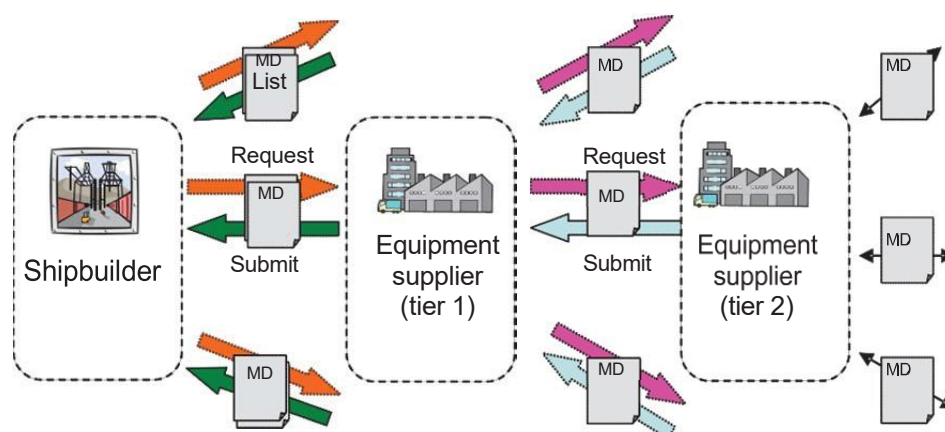 MD
List
MD
MD
Request
Request
MD
MD
MD
Submit
Submit
Shipbuilder
Equipment
supplier
(tier 1)
Equipment
supplier
(tier 2)
MD
MD
MD